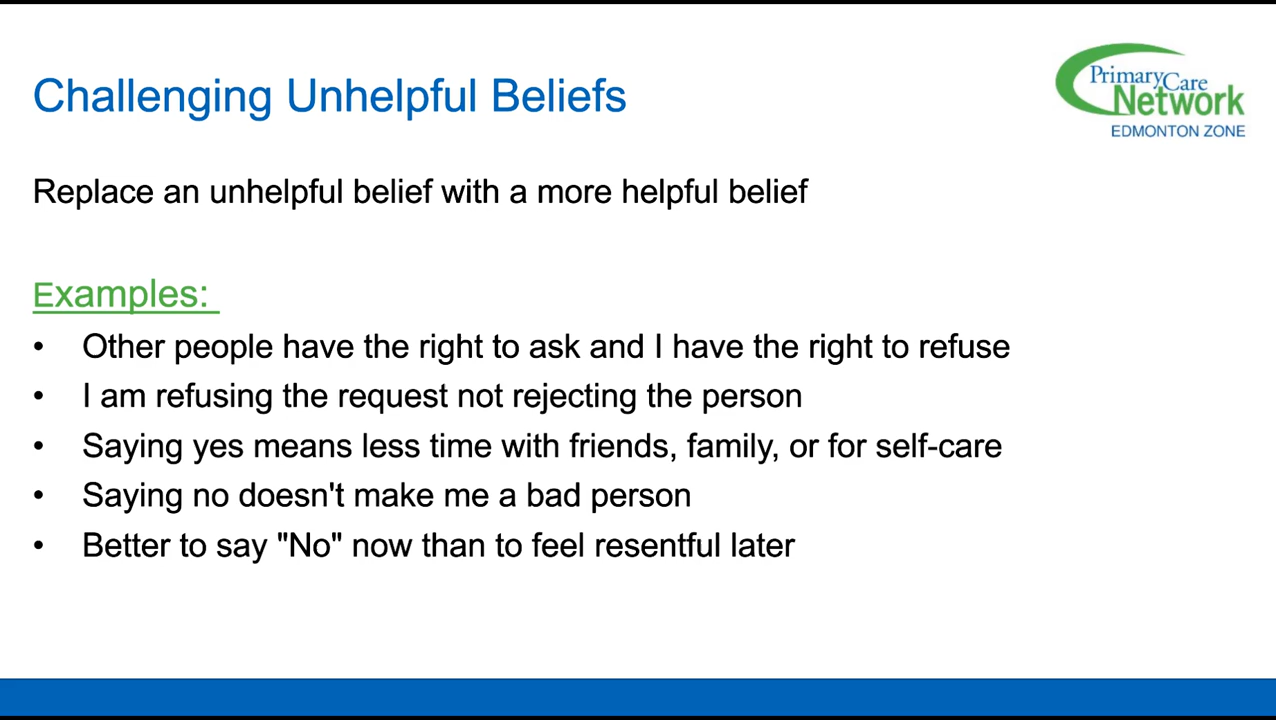 Challenging Unhelpful Beliefs
PrimaryCare
Network
EDMONTON ZONE
Replace an unhelpful belief with a more helpful belief
Examples:
• Other people have the right to ask and I have the right to refuse
• I am refusing the request not rejecting the person
• Saying yes means less time with friends, family, or for self-care
• Saying no doesn't make me a bad person
• Better to say "No" now than to feel resentful later